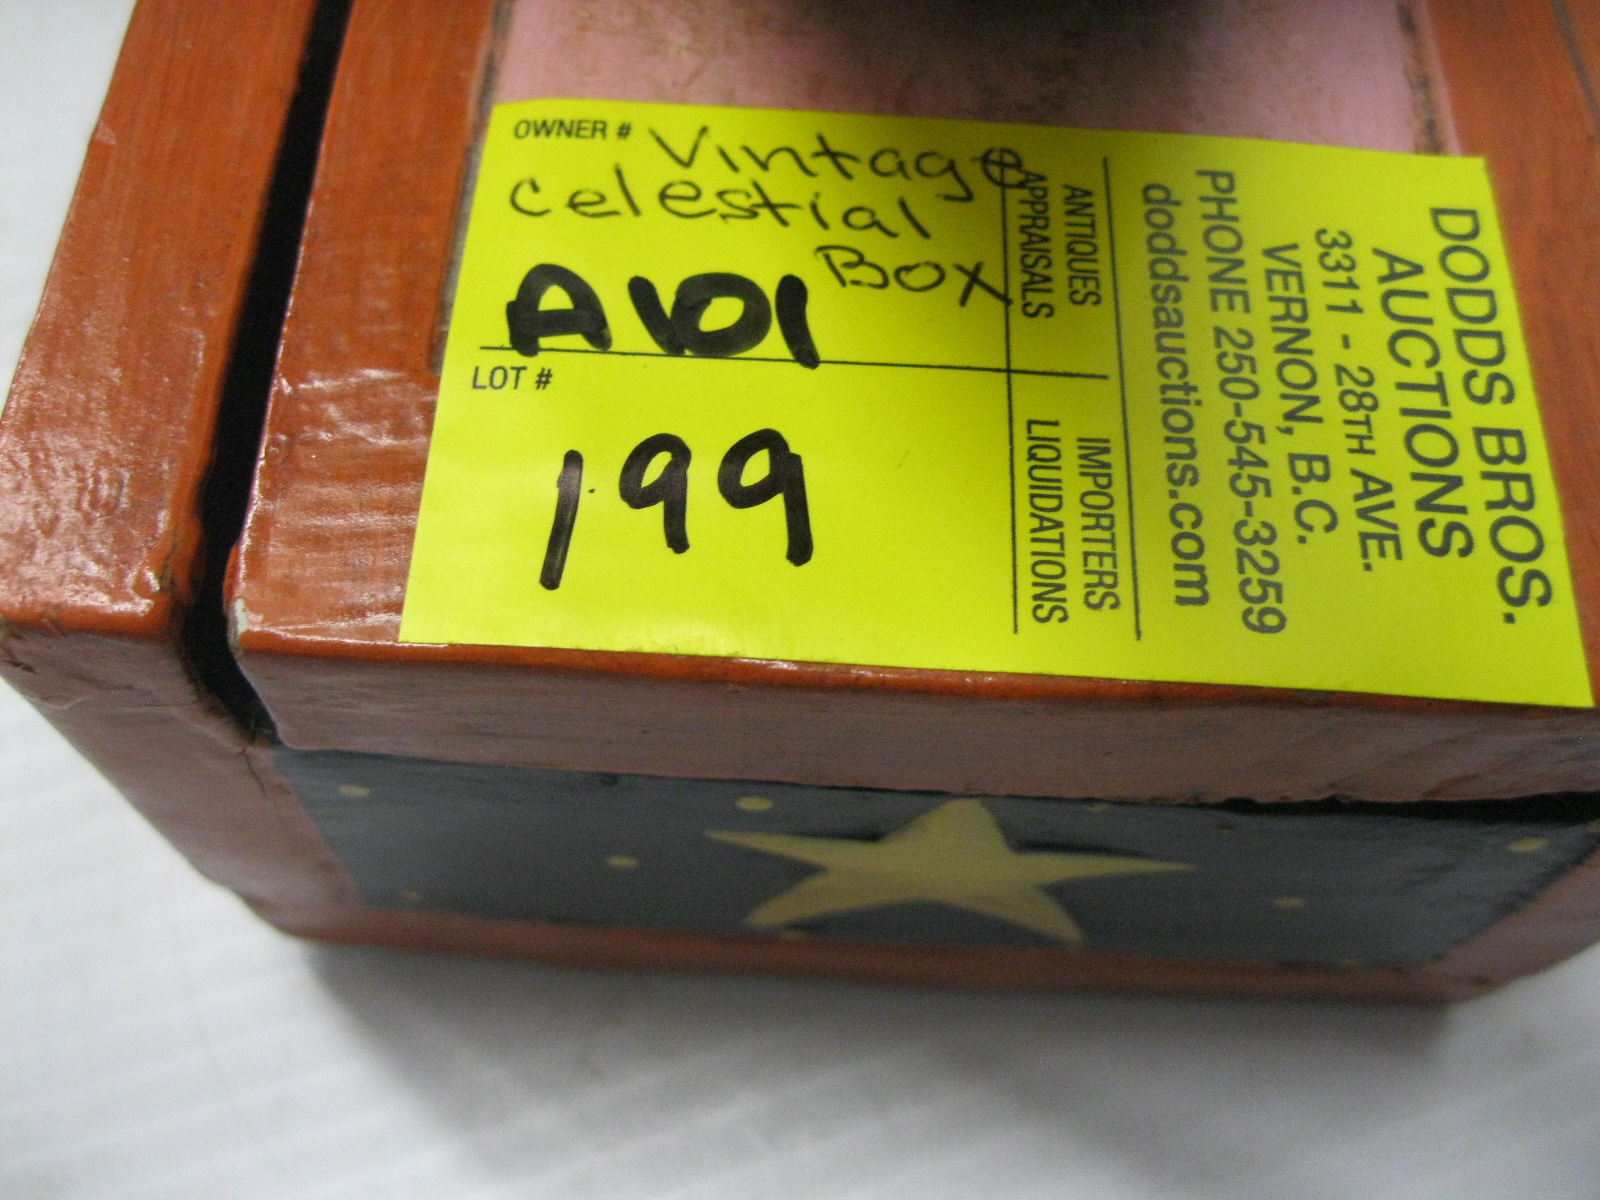 OWNER # Vintage
celestial
Box
A101
LOT #
199
ANTIQUES
APPRAISALS
IMPORTERS
LIQUIDATIONS
DODDS BROS.
AUCTIONS
3311 - 28TH AVE.
VERNON, B.C.
PHONE 250-545-3259
doddsauctions.com